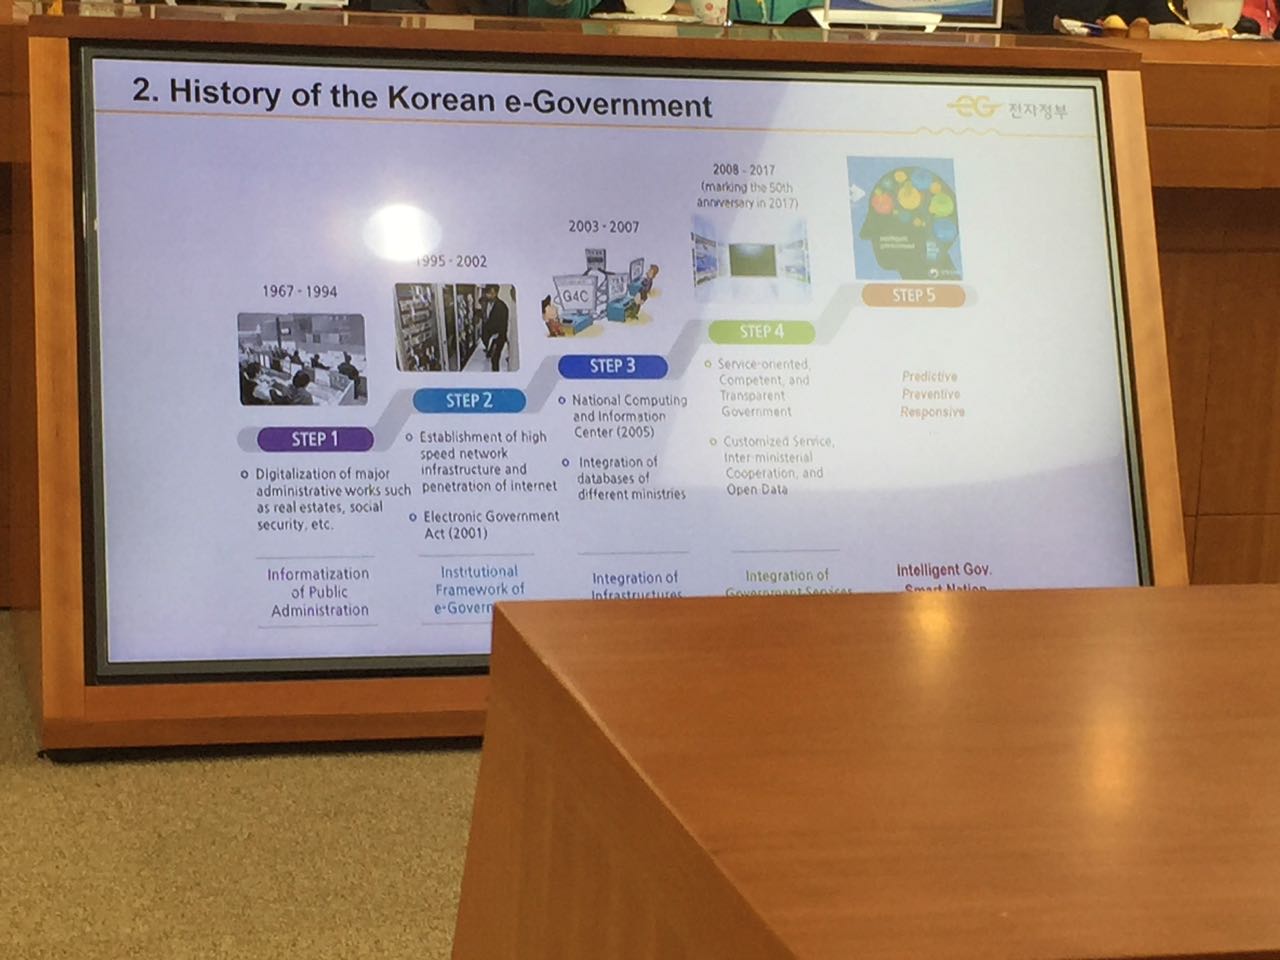 2. History of the Korean e-Government
eG 전자정부
1967 - 1994
STEP 1
Digitalization of major
administrative works such
as real estates, social
security, etc.
Informatization
of Public
Administration
1995 - 2002
STEP 2
Establishment of high
speed network
infrastructure and
penetration of internet
Electronic Government
Act (2001)
Institutional
Framework of
2003 - 2007
G4C
STEP 3
National Computing
and Information
Center (2005)
Integration of
databases of
different ministries
Integration of
Infrastructures
2008 - 2017
(marking the 50th
anniversary in 2017)
STEP 4
Service-oriented,
Competent, and
Transparent
Government
Customized Service,
Inter-ministerial
Cooperation, and
Open Data
Integration of
Government Services
intelligent
government
STEP 5
Predictive
Preventive
Responsive
...
Intelligent Gov.
Smart Nation